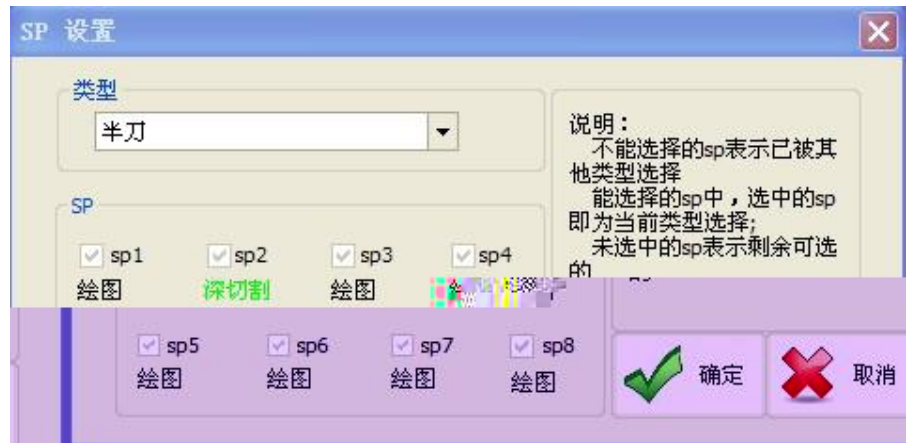 SP 设置
类型
半刀
说明：
不能选择的sp表示已被其
他类型选择
能选择的sp中，选中的sp
即为当前类型选择;
未选中的sp表示剩余可选
的
SP
sp1 sp2 sp3 sp4
绘图 深切割 绘图
sp5 sp6 sp7 sp8
绘图 绘图 绘图 绘图
确定 取消